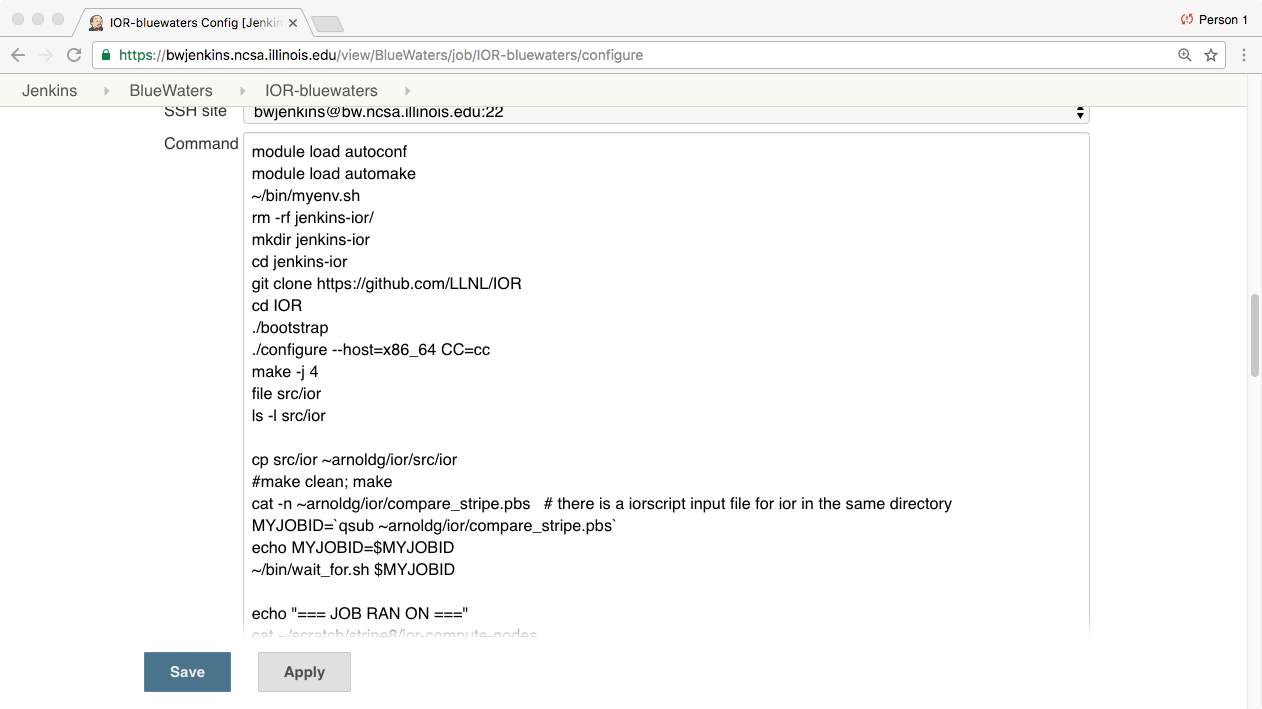 IOR-bluewaters Config [Jenkin
Person 1
https://bwjenkins.ncsa.illinois.edu/view/BlueWaters/job/IOR-bluewaters/configure
Jenkins BlueWaters IOR-bluewaters
SSH site bwjenkins@bw.ncsa.illinois.edu:22
Command
module load autoconf
module load automake
~/bin/myenv.sh
rm -rf jenkins-ior/
mkdir jenkins-ior
cd jenkins-ior
git clone https://github.com/LLNL/IOR
cd IOR
./bootstrap
./configure --host=x86_64 CC=cc
make -j 4
file src/ior
ls -l src/ior
cp src/ior ~arnoldg/ior/src/ior
#make clean; make
cat -n ~arnoldg/ior/compare_stripe.pbs   # there is a iorscript input file for ior in the same directory
MYJOBID=`qsub ~arnoldg/ior/compare_stripe.pbs`
echo MYJOBID=$MYJOBID
~/bin/wait_for.sh $MYJOBID
echo "=== JOB RAN ON ==="
cat ~/scratch/stripe8/ior-compute-nodes
Save Apply